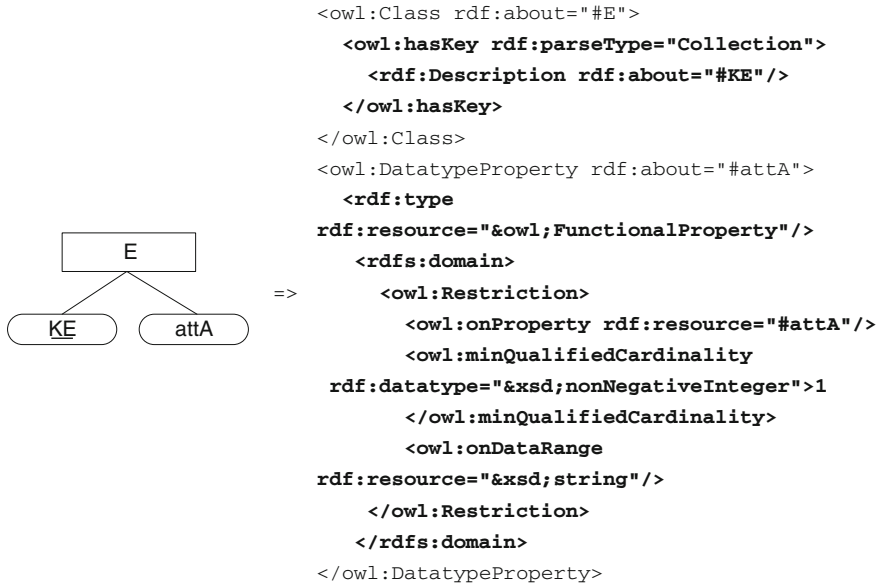 <owl:Class rdf:about="#E">
<owl:hasKey rdf:parseType="Collection">
<rdf:Description rdf:about="#KE"/>
</owl:hasKey>
</owl:Class>
<owl:DatatypeProperty rdf:about="#attA">
<rdf:type
rdf:resource="&owl;FunctionalProperty"/>
<rdfs:domain>
E
=>
<owl:Restriction>
KE
attA
<owl:onProperty rdf:resource="#attA"/>
<owl:minQualifiedCardinality
rdf:datatype="&xsd;nonNegativeInteger">1
</owl:minQualifiedCardinality>
<owl:onDataRange
rdf:resource="&xsd;string"/>
</owl:Restriction>
</rdfs:domain>
</owl:DatatypeProperty>